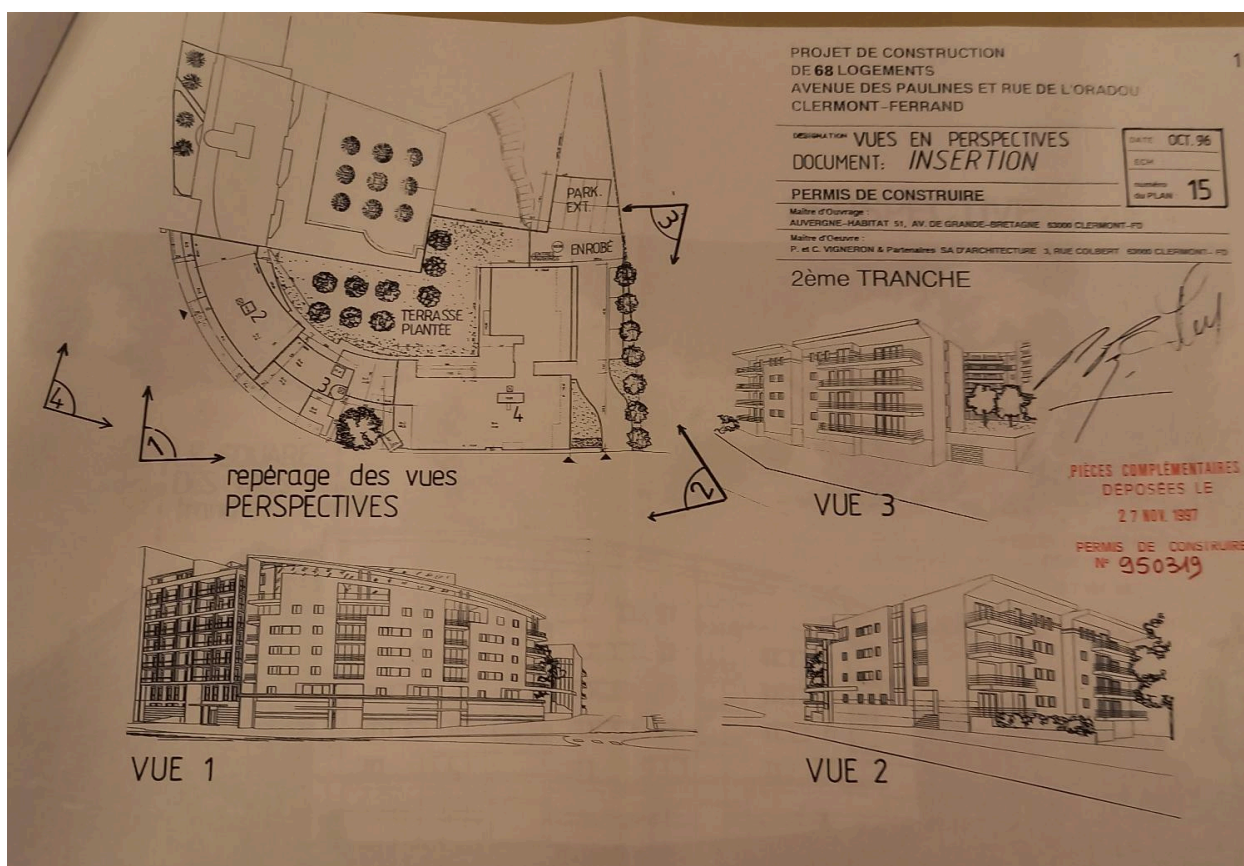 PROJET DE CONSTRUCTION
DE 68 LOGEMENTS
AVENUE DES PAULINES ET RUE DE L'ORADOU
CLERMONT-FERRAND
1
DESIGNATION VUES EN PERSPECTIVES
DOCUMENT: INSERTION
DATE OCT. 96
ECH
numéro
du PLAN 15
PERMIS DE CONSTRUIRE
Maître d'Ouvrage :
AUVERGNE-HABITAT 51, AV. DE GRANDE-BRETAGNE 63000 CLERMONT-FD
Maître d'Oeuvre :
P. et C. VIGNERON & Partenaires SA D'ARCHITECTURE 3, RUE COLBERT 63000 CLERMONT-FD
2ème TRANCHE
PARK.
EXT.
3
ENROBÉ
TERRASSE
PLANTÉE
2
3
4
4
1
2
repérage des vues
PERSPECTIVES
VUE 3
PIÈCES COMPLÉMENTAIRES
DÉPOSÉES LE
27 NOV. 1997
PERMIS DE CONSTRUIRE
N° 950319
VUE 1
VUE 2